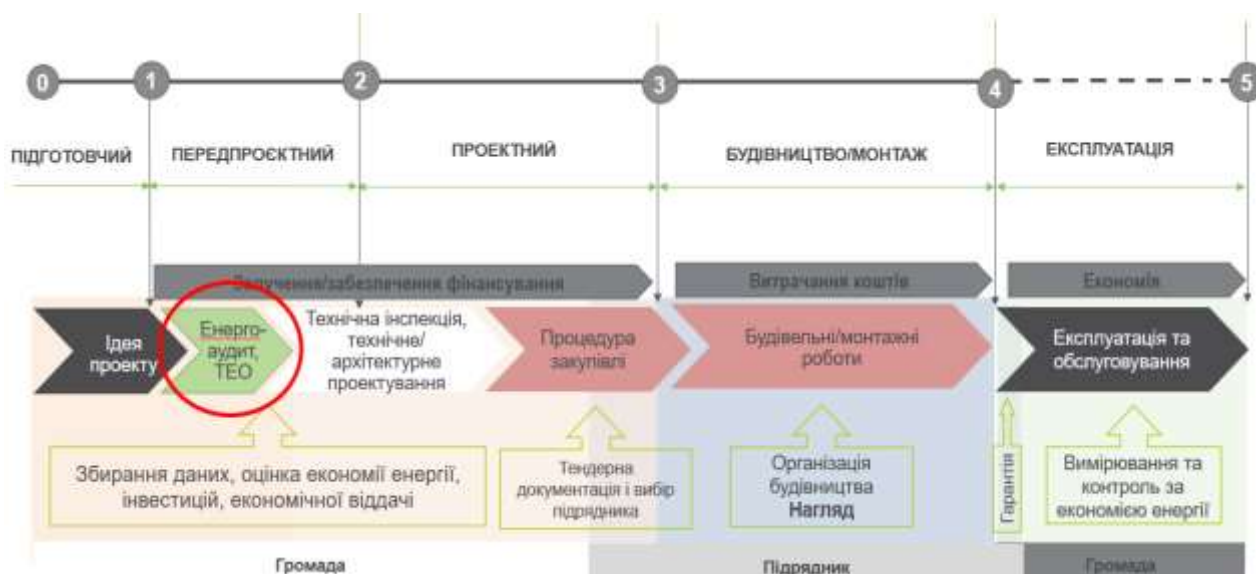 0 1 2 3 4 5
ПІДГОТОВЧИЙ ПЕРЕДПРОЄКТНИЙ ПРОЕКТНИЙ БУДІВНИЦТВО/МОНТАЖ ЕКСПЛУАТАЦІЯ
Залучення/забезпечення фінансування Витрачання коштів Економія
Ідея
проекту
Енерго-
аудит,
ТЕО
Технічна інспекція,
технічне/
архітектурне
проектування
Процедура
закупівлі
Будівельні/монтажні
роботи
Експлуатація та
обслуговування
Збирання даних, оцінка економії енергії,
інвестицій, економічної віддачі
Тендерна
документація і вибір
підрядника
Організація
будівництва
Нагляд
Гарантія
Вимірювання та
контроль за
економією енергії
Громада Підрядник Громада